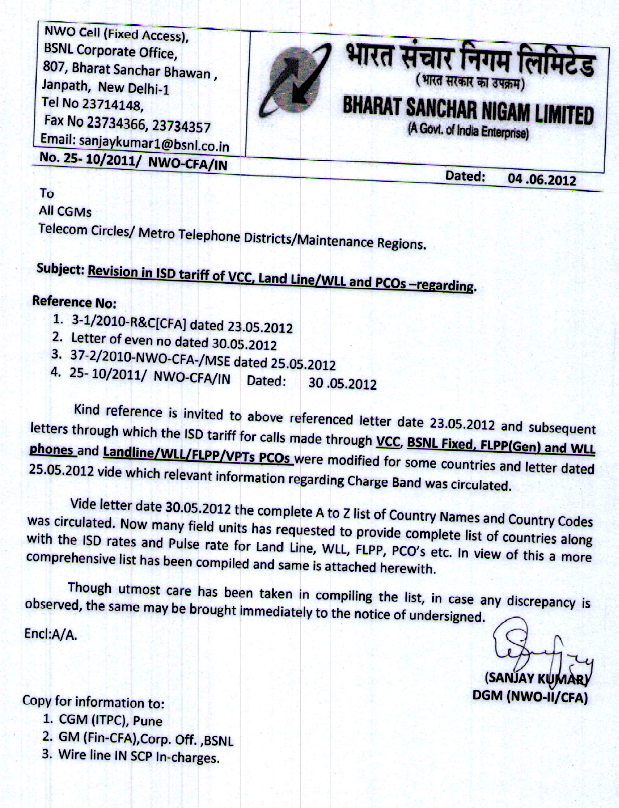 NWO Cell (Fixed Access),
BSNL Corporate Office,
807, Bharat Sanchar Bhawan ,
Janpath, New Delhi-1
Tel No 23714148,
Fax No 23734366, 23734357
Email: sanjaykumar1@bsnl.co.in
भारत संचार निगम लिमिटेड
(भारत सरकार का उपक्रम)
BHARAT SANCHAR NIGAM LIMITED
(A Govt. of India Enterprise)
No. 25- 10/2011/ NWO-CFA/IN
Dated: 04 .06.2012
To
All CGMs
Telecom Circles/ Metro Telephone Districts/Maintenance Regions.
Subject: Revision in ISD tariff of VCC, Land Line/WLL and PCOs –regarding.
Reference No:
1. 3-1/2010-R&C[CFA] dated 23.05.2012
2. Letter of even no dated 30.05.2012
3. 37-2/2010-NWO-CFA-/MSE dated 25.05.2012
4. 25- 10/2011/ NWO-CFA/IN Dated: 30 .05.2012
Kind reference is invited to above referenced letter date 23.05.2012 and subsequent
letters through which the ISD tariff for calls made through VCC, BSNL Fixed, FLPP(Gen) and WLL
phones and Landline/WLL/FLPP/VPTs PCOs were modified for some countries and letter dated
25.05.2012 vide which relevant information regarding Charge Band was circulated.
Vide letter date 30.05.2012 the complete A to Z list of Country Names and Country Codes
was circulated. Now many field units has requested to provide complete list of countries along
with the ISD rates and Pulse rate for Land Line, WLL, FLPP, PCO's etc. In view of this a more
comprehensive list has been compiled and same is attached herewith.
Though utmost care has been taken in compiling the list, in case any discrepancy is
observed, the same may be brought immediately to the notice of undersigned.
Encl:A/A.
(SANJAY KUMAR)
DGM (NWO-II/CFA)
Copy for information to:
1. CGM (ITPC), Pune
2. GM (Fin-CFA),Corp. Off. ,BSNL
3. Wire line IN SCP In-charges.